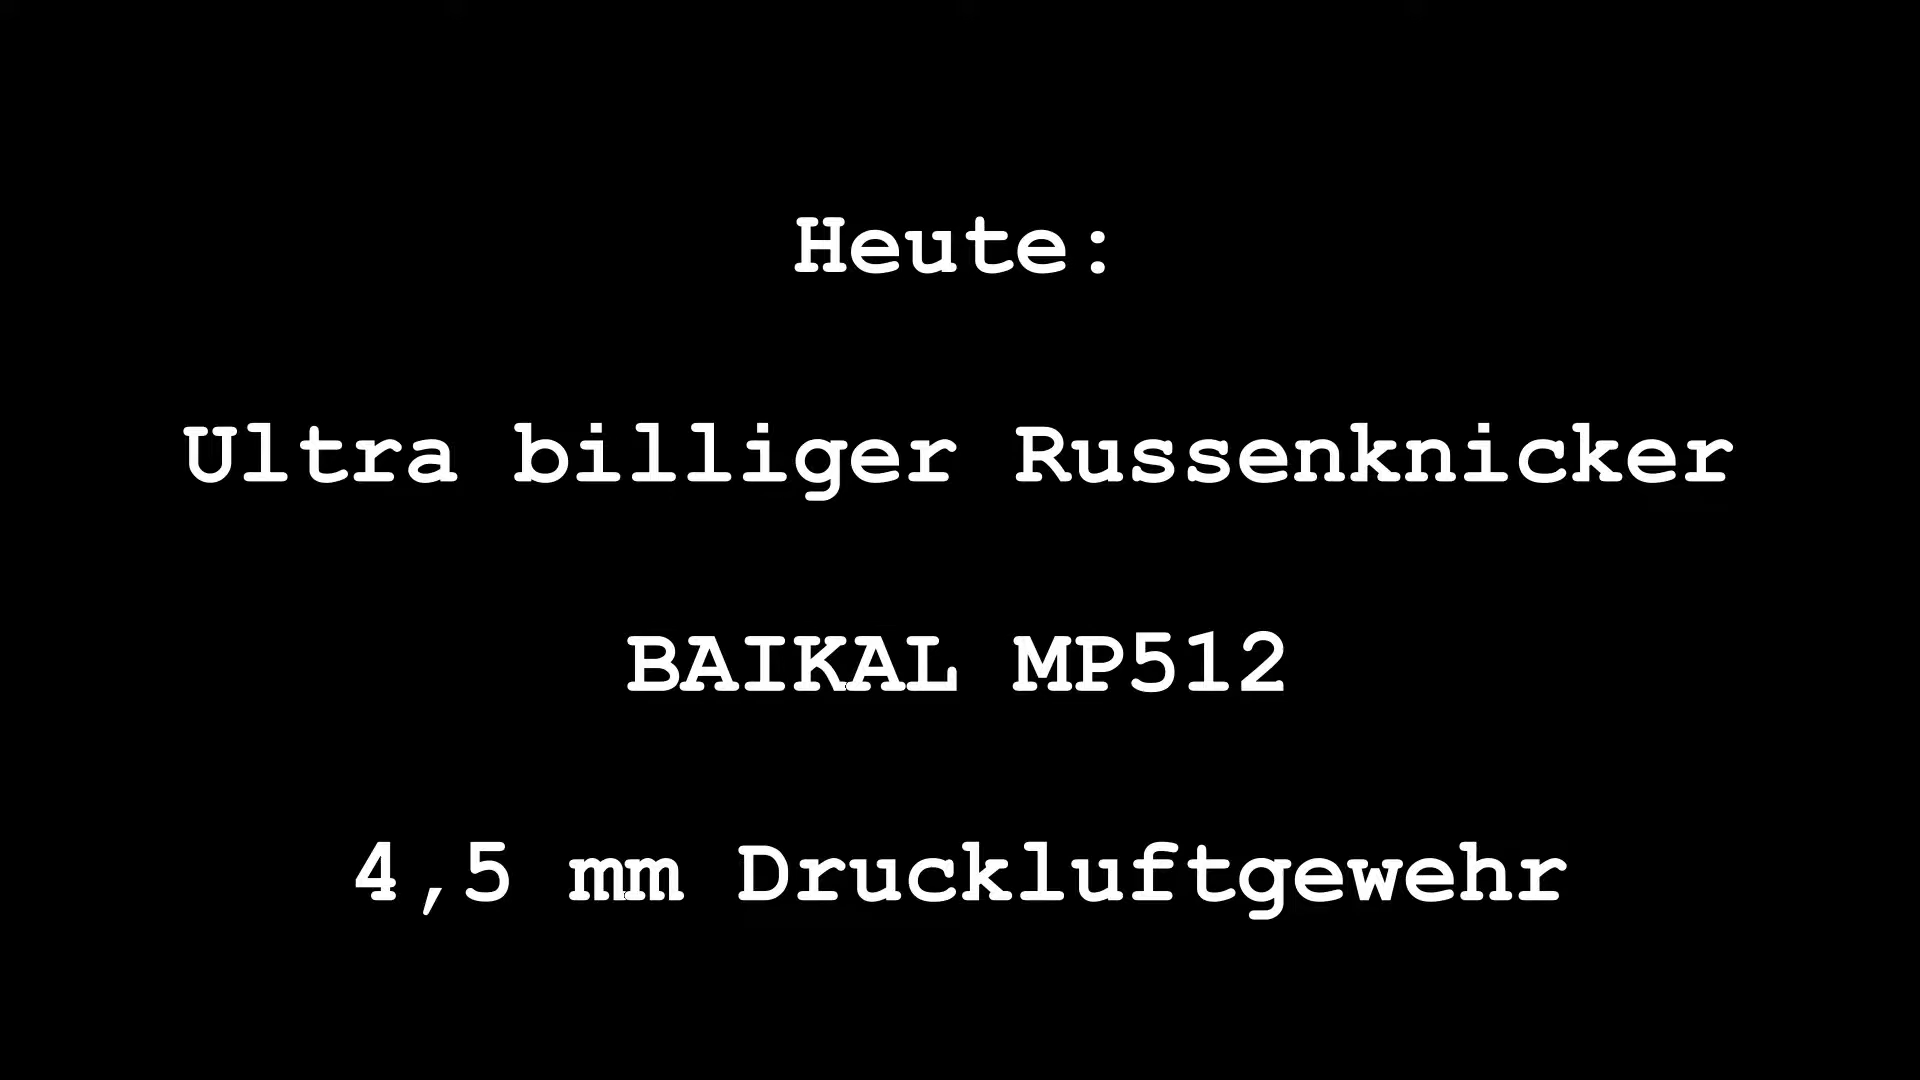 Heute:
Ultra billiger Russenknicker
BAIKAL MP512
4,5 mm Druckluftgewehr